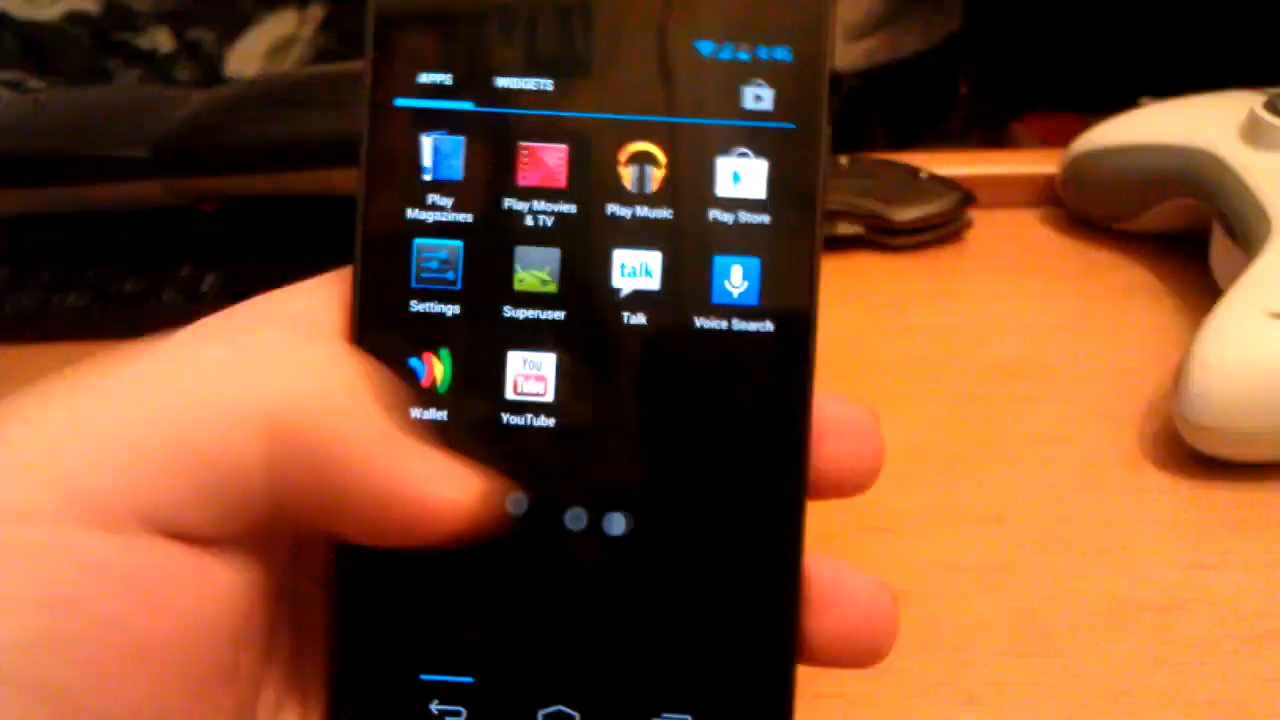 APPS WIDGETS
Play Magazines
Play Movies & TV
Play Music
Play Store
Settings
Superuser
talk
Talk
Voice Search
Wallet
You
Tube
YouTube